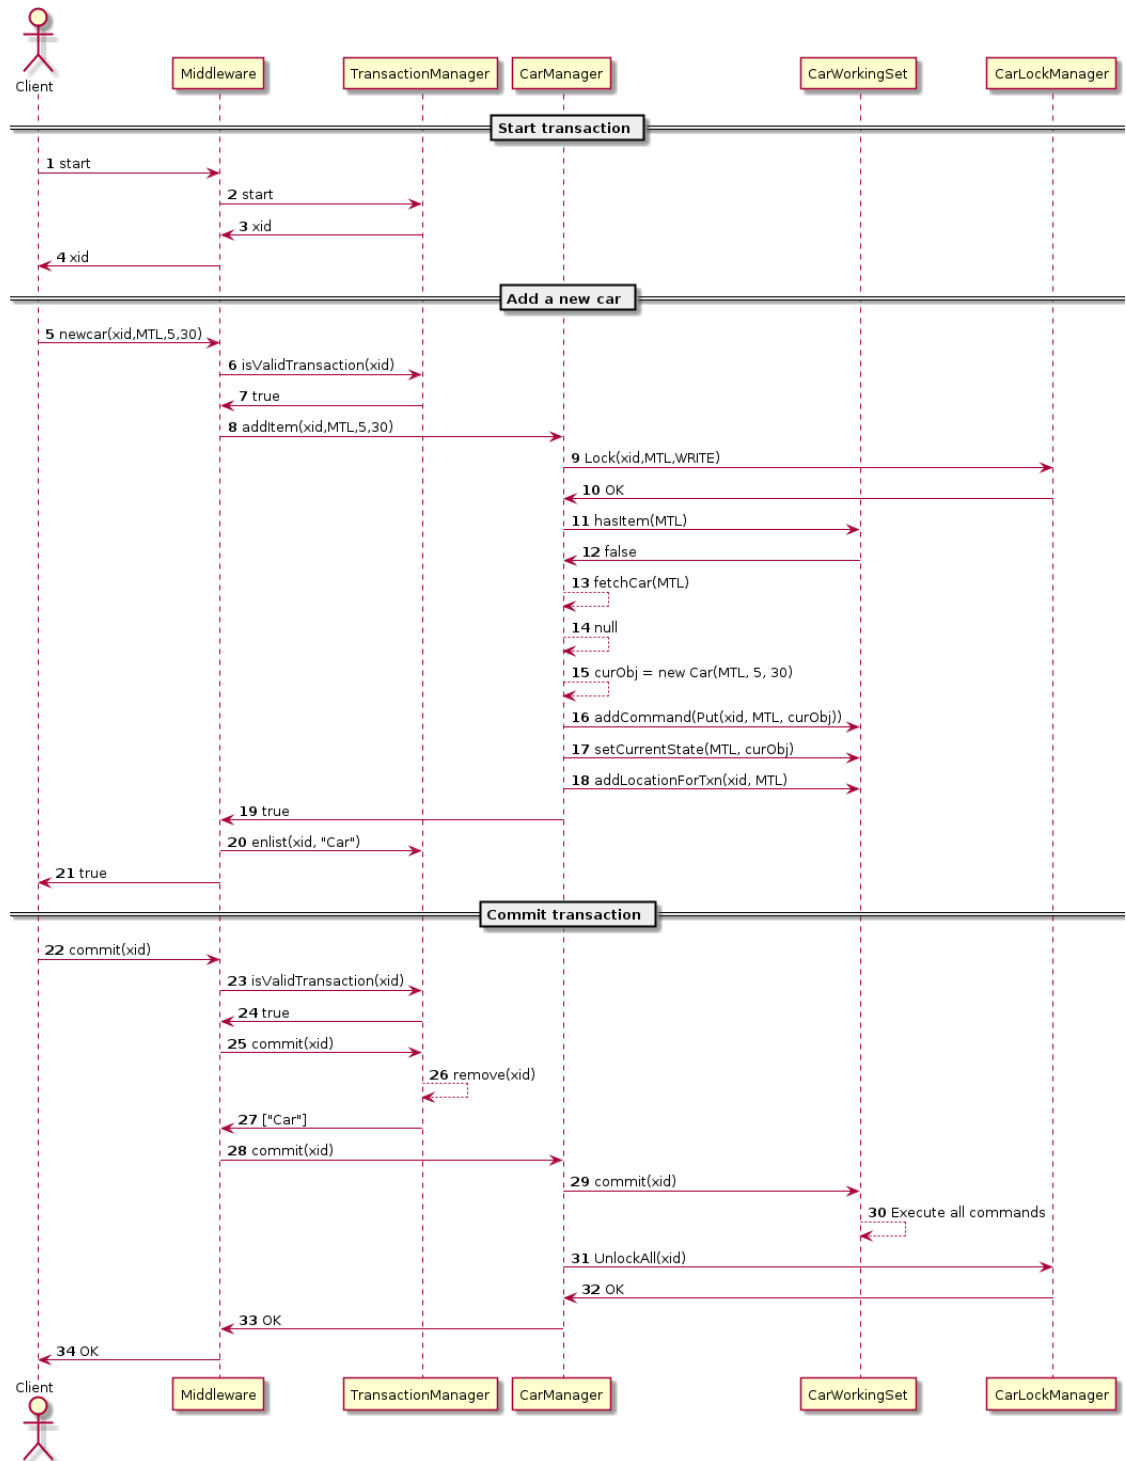 Client
Middleware
TransactionManager
CarManager
CarWorkingSet
CarLockManager
Start transaction
1 start
2 start
3 xid
4 xid
Add a new car
5 newcar(xid,MTL,5,30)
6 isValidTransaction(xid)
7 true
8 addItem(xid,MTL,5,30)
9 Lock(xid,MTL,WRITE)
10 OK
11 hasItem(MTL)
12 false
13 fetchCar(MTL)
14 null
15 curObj = new Car(MTL, 5, 30)
16 addCommand(Put(xid, MTL, curObj))
17 setCurrentState(MTL, curObj)
18 addLocationForTxn(xid, MTL)
19 true
20 enlist(xid, "Car")
21 true
Commit transaction
22 commit(xid)
23 isValidTransaction(xid)
24 true
25 commit(xid)
26 remove(xid)
27 ["Car"]
28 commit(xid)
29 commit(xid)
30 Execute all commands
31 UnlockAll(xid)
32 OK
33 OK
34 OK
Client
Middleware
TransactionManager
CarManager
CarWorkingSet
CarLockManager